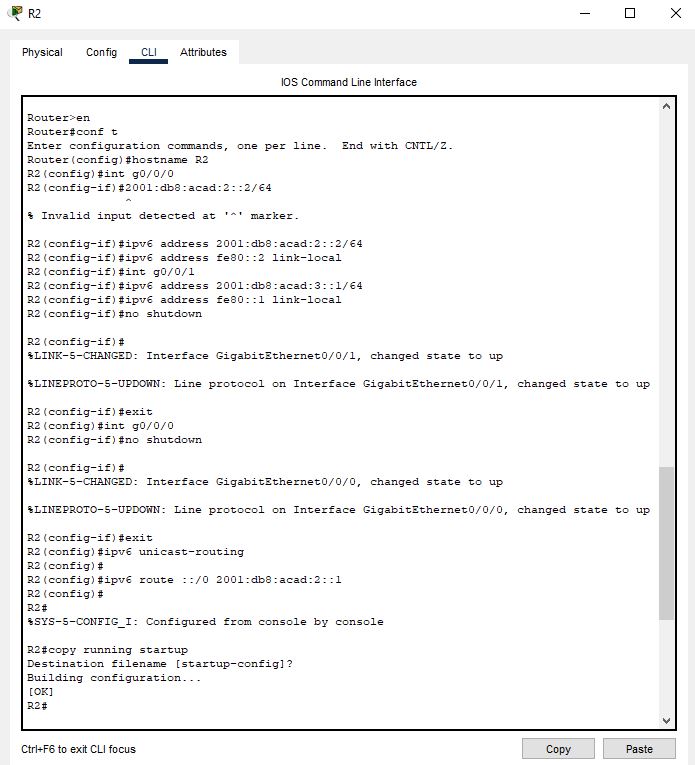 R2
Physical Config CLI Attributes
IOS Command Line Interface
Router>en
Router#conf t
Enter configuration commands, one per line.  End with CNTL/Z.
Router(config)#hostname R2
R2(config)#int g0/0/0
R2(config-if)#2001:db8:acad:2::2/64
^
% Invalid input detected at '^' marker.
R2(config-if)#ipv6 address 2001:db8:acad:2::2/64
R2(config-if)#ipv6 address fe80::2 link-local
R2(config-if)#int g0/0/1
R2(config-if)#ipv6 address 2001:db8:acad:3::1/64
R2(config-if)#ipv6 address fe80::1 link-local
R2(config-if)#no shutdown
R2(config-if)#
%LINK-5-CHANGED: Interface GigabitEthernet0/0/1, changed state to up
%LINEPROTO-5-UPDOWN: Line protocol on Interface GigabitEthernet0/0/1, changed state to up
R2(config-if)#exit
R2(config)#int g0/0/0
R2(config-if)#no shutdown
R2(config-if)#
%LINK-5-CHANGED: Interface GigabitEthernet0/0/0, changed state to up
%LINEPROTO-5-UPDOWN: Line protocol on Interface GigabitEthernet0/0/0, changed state to up
R2(config-if)#exit
R2(config)#ipv6 unicast-routing
R2(config)#
R2(config)#ipv6 route ::/0 2001:db8:acad:2::1
R2(config)#
R2#
%SYS-5-CONFIG_I: Configured from console by console
R2#copy running startup
Destination filename [startup-config]?
Building configuration...
[OK]
R2#
Ctrl+F6 to exit CLI focus Copy Paste